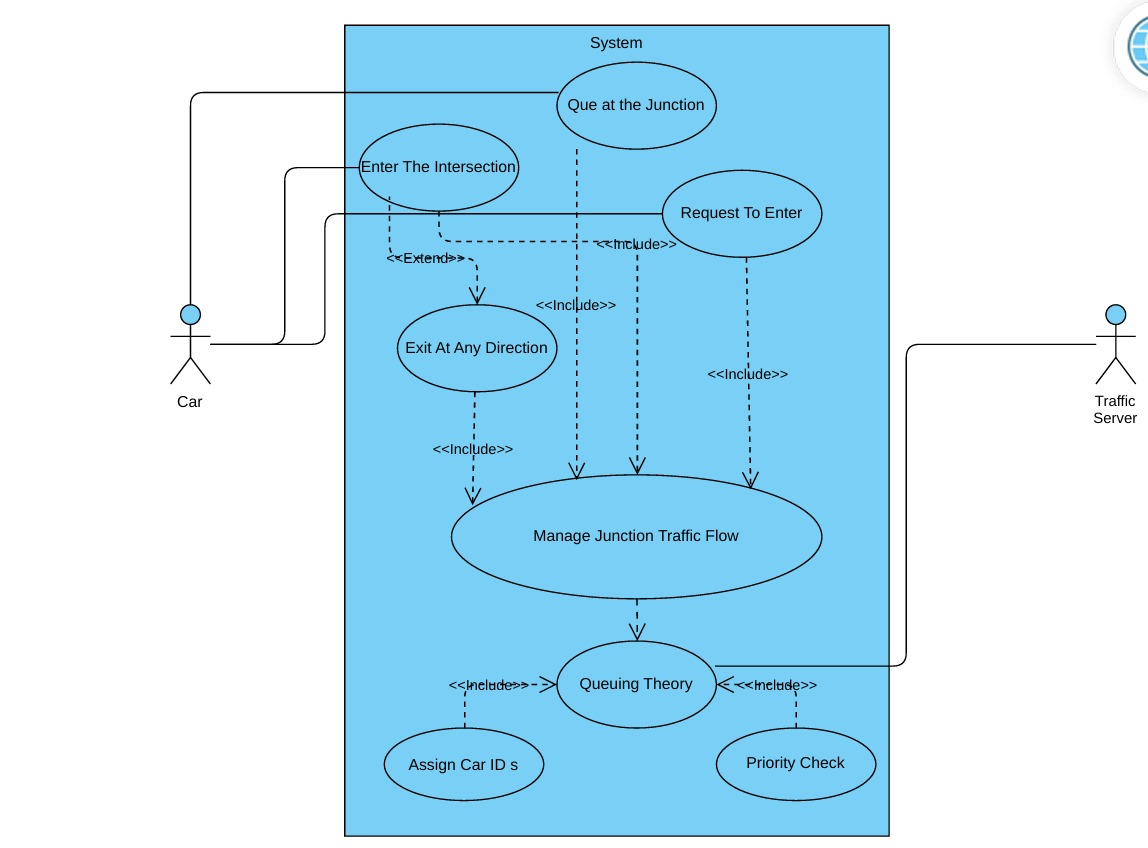 System
Que at the Junction
Enter The Intersection
Request To Enter
<<Include>>
<<Extend>>
<<Include>>
Exit At Any Direction
<<Include>>
Car
Traffic
Server
<<Include>>
Manage Junction Traffic Flow
Queuing Theory
<<Include>>
<<Include>>
Assign Car ID s
Priority Check